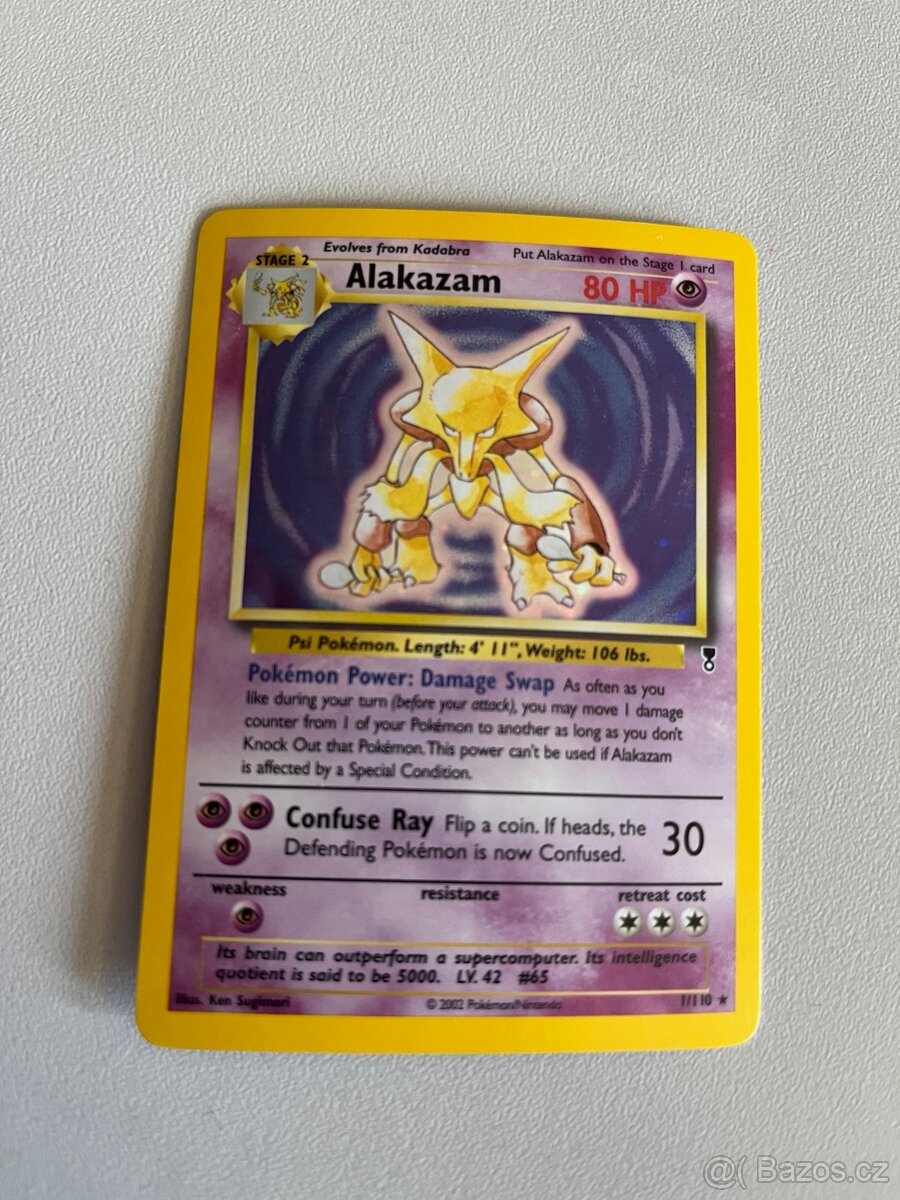 Evolves from Kadabra
Put Alakazam on the Stage 1 card
STAGE 2
Alakazam
80 HP
Psi Pokémon. Length: 4' 11", Weight: 106 lbs.
Pokémon Power: Damage Swap As often as you
like during your turn (before your attack), you may move 1 damage
counter from 1 of your Pokémon to another as long as you don't
Knock Out that Pokémon. This power can't be used if Alakazam
is affected by a Special Condition.
Confuse Ray Flip a coin. If heads, the
Defending Pokémon is now Confused.
30
weakness
resistance
retreat cost
Its brain can outperform a supercomputer. Its intelligence
quotient is said to be 5000. LV. 42 #65
Illus. Ken Sugimori
© 2002 Pokémon/Nintendo
1/110 ★
@( Bazos.cz